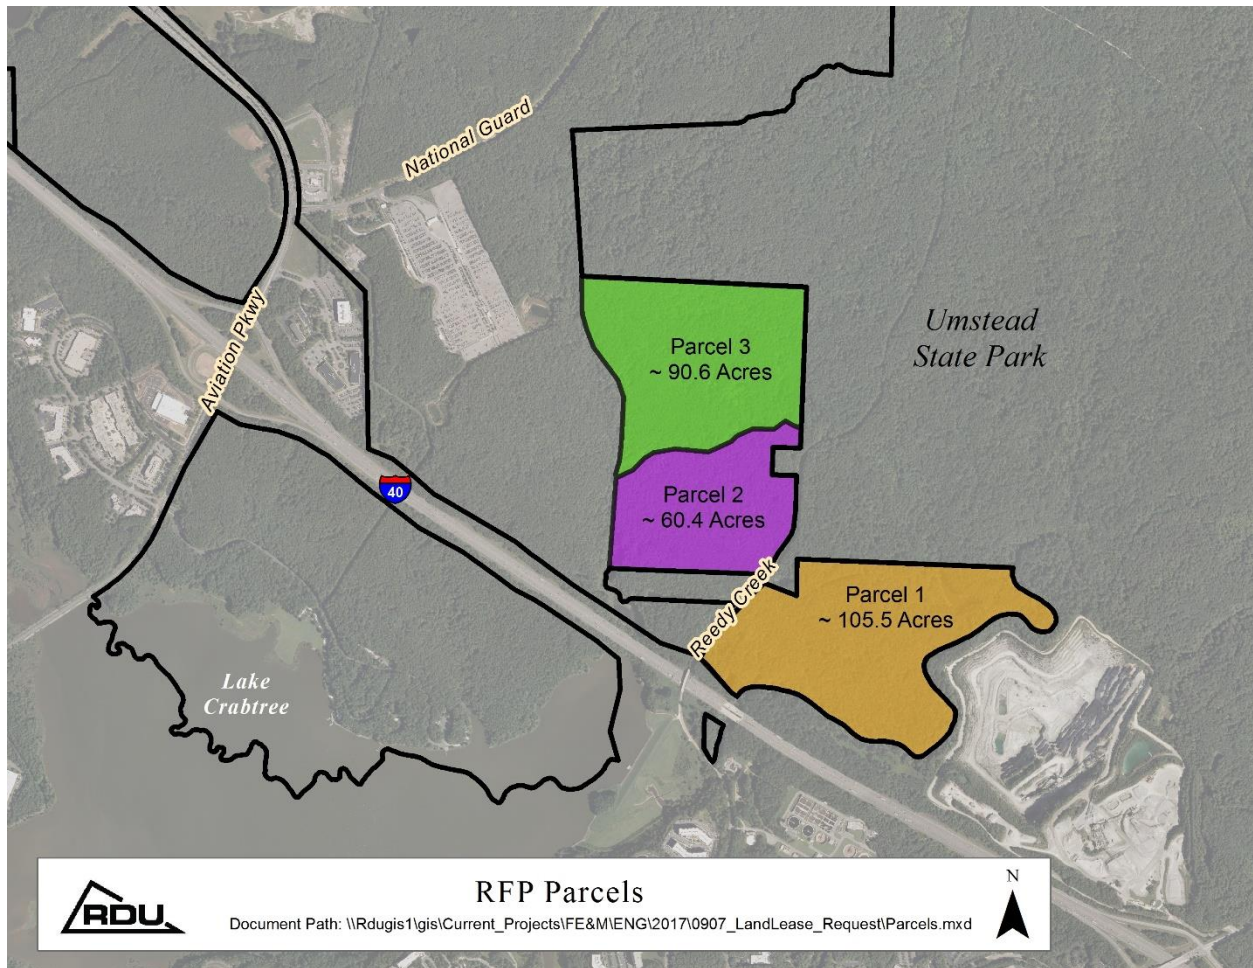 National Guard
Aviation Pkwy
Umstead
State Park
Parcel 3
~ 90.6 Acres
40
Parcel 2
~ 60.4 Acres
Reedy Creek
Parcel 1
~ 105.5 Acres
Lake
Crabtree
RDU
RFP Parcels
Document Path: \\Rdugis1\gis\Current_Projects\FE&M\ENG\2017\0907_LandLease_Request\Parcels.mxd
N